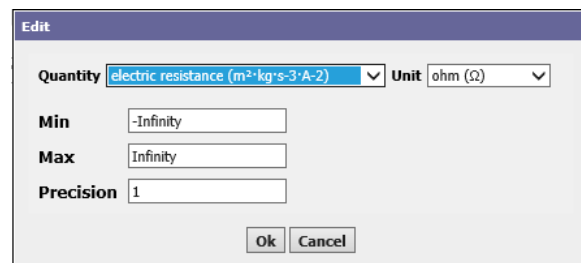 Edit
Quantity electric resistance (m²·kg·s-3·A-2) Unit ohm (Ω)
Min -Infinity
Max Infinity
Precision 1
Ok Cancel